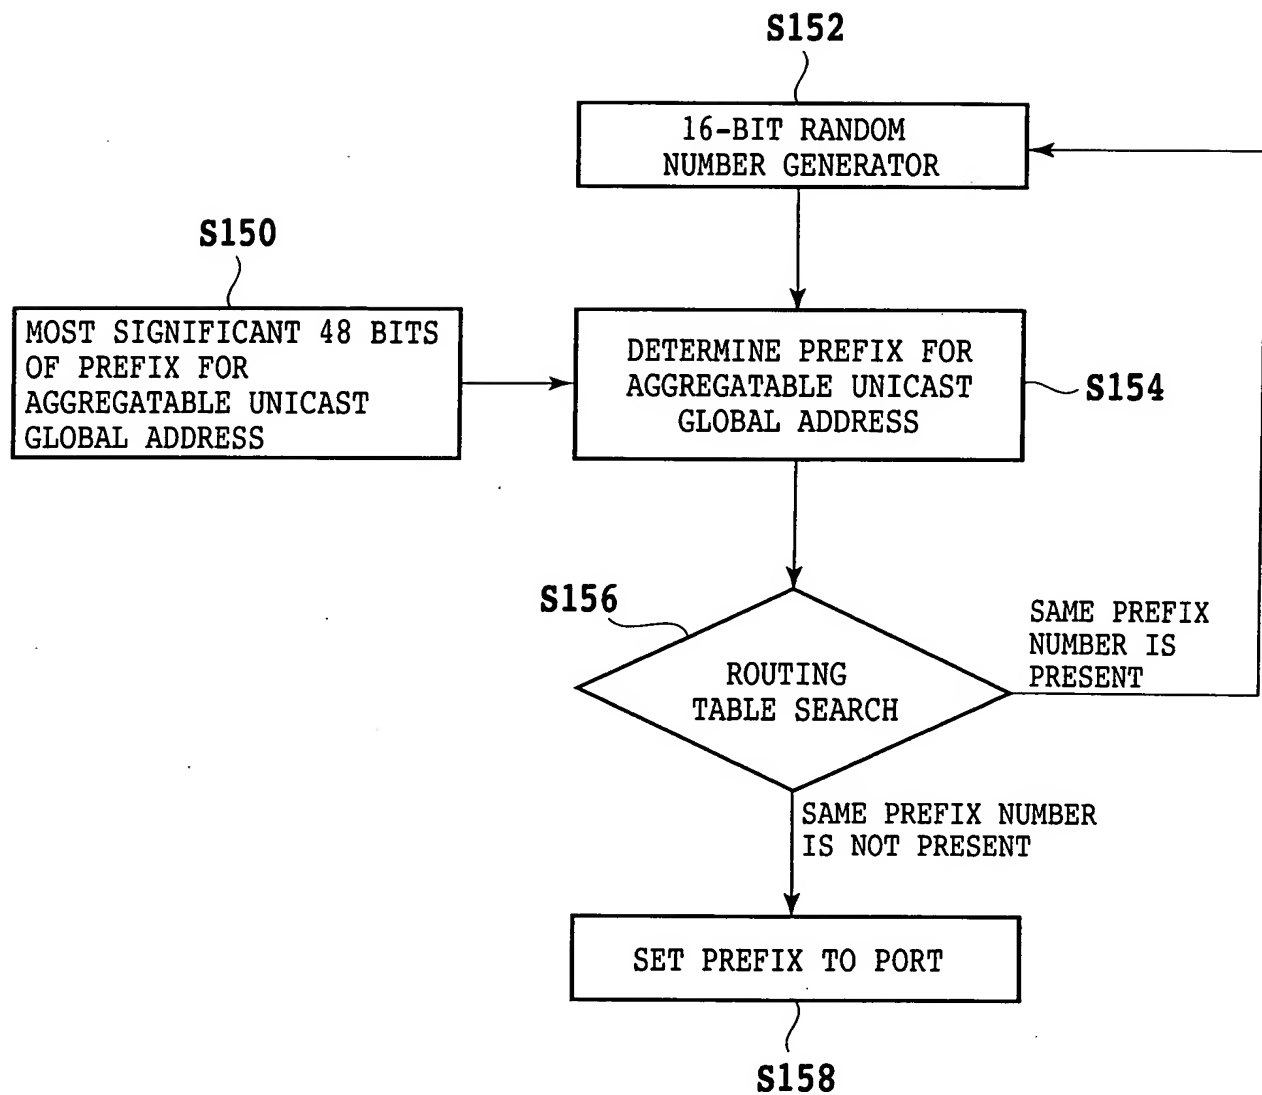 S152
16-BIT RANDOM
NUMBER GENERATOR
S150
MOST SIGNIFICANT 48 BITS
OF PREFIX FOR
AGGREGATABLE UNICAST
GLOBAL ADDRESS
DETERMINE PREFIX FOR
AGGREGATABLE UNICAST
GLOBAL ADDRESS
S154
S156
ROUTING
TABLE SEARCH
SAME PREFIX
NUMBER IS
PRESENT
SAME PREFIX NUMBER
IS NOT PRESENT
SET PREFIX TO PORT
S158